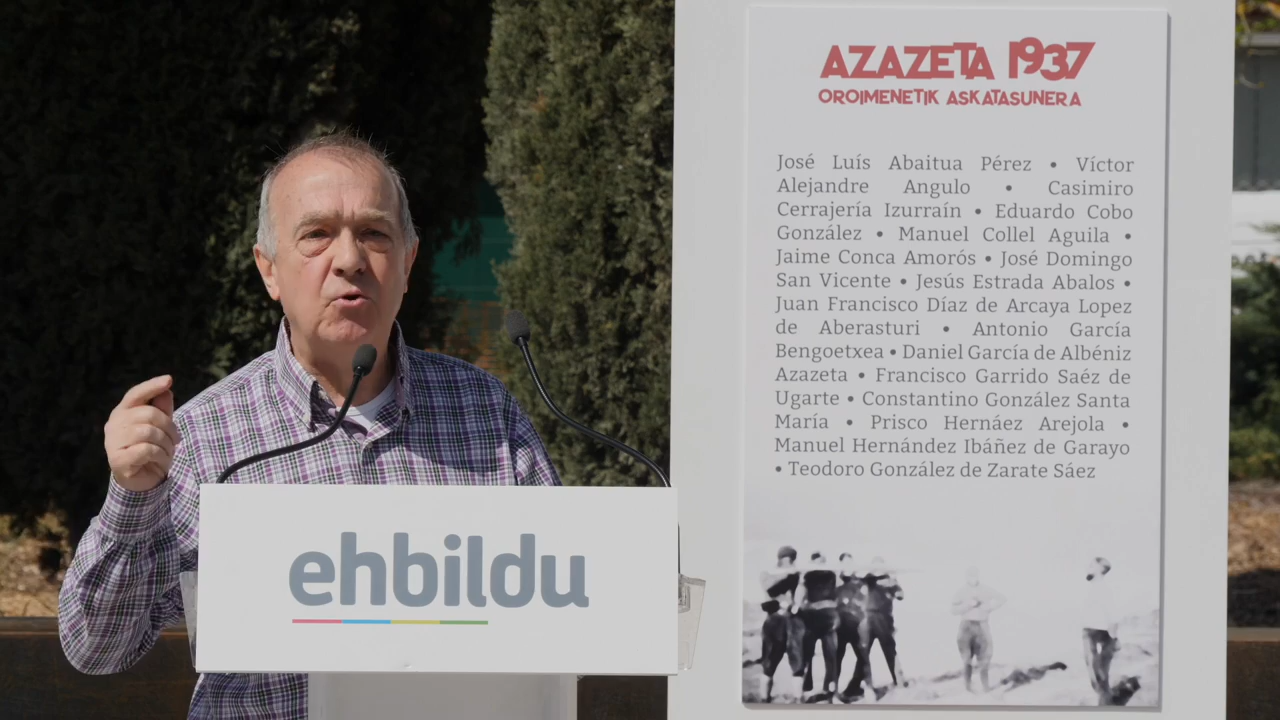 AZAZETA 1937
OROIMENETIK ASKATASUNERA
José Luís Abaitua Pérez • Víctor
Alejandre Angulo • Casimiro
Cerrajería Izurraín • Eduardo Cobo
González • Manuel Collel Aguila •
Jaime Conca Amorós • José Domingo
San Vicente • Jesús Estrada Abalos •
Juan Francisco Díaz de Arcaya Lopez
de Aberasturi • Antonio García
Bengoetxea • Daniel García de Albéniz
Azazeta • Francisco Garrido Saéz de
Ugarte • Constantino González Santa
María • Prisco Hernáez Arejola •
Manuel Hernández Ibáñez de Garayo
• Teodoro González de Zarate Sáez
ehbildu